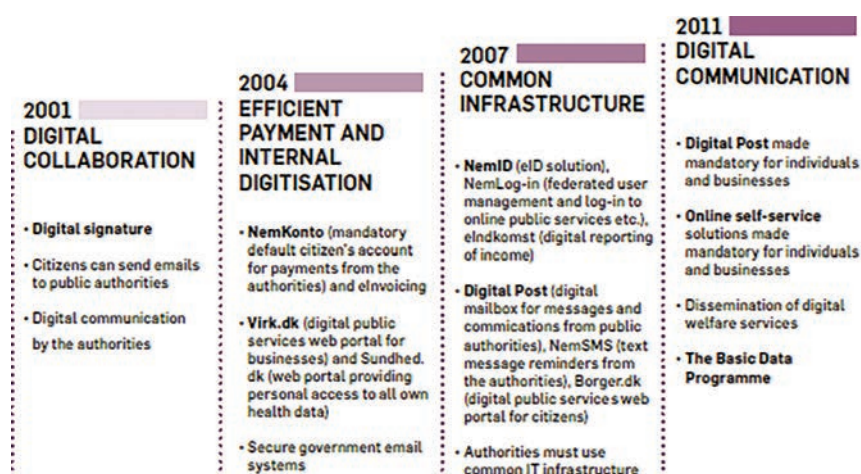 2001
DIGITAL
COLLABORATION
• Digital signature
• Citizens can send emails
to public authorities
• Digital communication
by the authorities
2004
EFFICIENT
PAYMENT AND
INTERNAL
DIGITISATION
• NemKonto (mandatory
default citizen's account
for payments from the
authorities) and eInvoicing
• Virk.dk (digital public
services web portal for
businesses) and Sundhed.
dk (web portal providing
personal access to all own
health data)
• Secure government email
systems
2007
COMMON
INFRASTRUCTURE
• NemID (eID solution),
NemLog-in (federated user
management and log-in to
online public services etc.),
eIndkomst (digital reporting
of income)
• Digital Post (digital
mailbox for messages and
commications from public
authorities), NemSMS (text
message reminders from
the authorities), Borger.dk
(digital public services web
portal for citizens)
• Authorities must use
common IT infrastructure
2011
DIGITAL
COMMUNICATION
• Digital Post made
mandatory for individuals
and businesses
• Online self-service
solutions made
mandatory for individuals
and businesses
• Dissemination of digital
welfare services
• The Basic Data
Programme